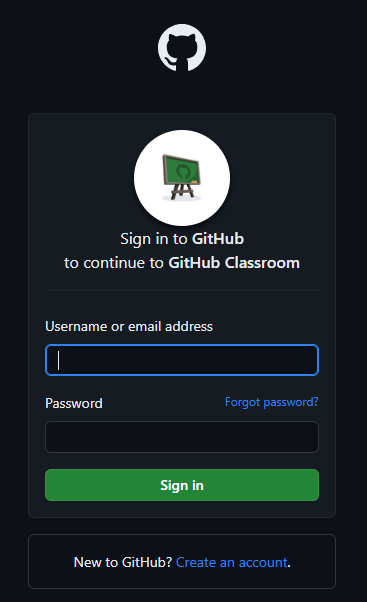 Sign in to GitHub
to continue to GitHub Classroom
Username or email address
Password Forgot password?
Sign in
New to GitHub? Create an account.